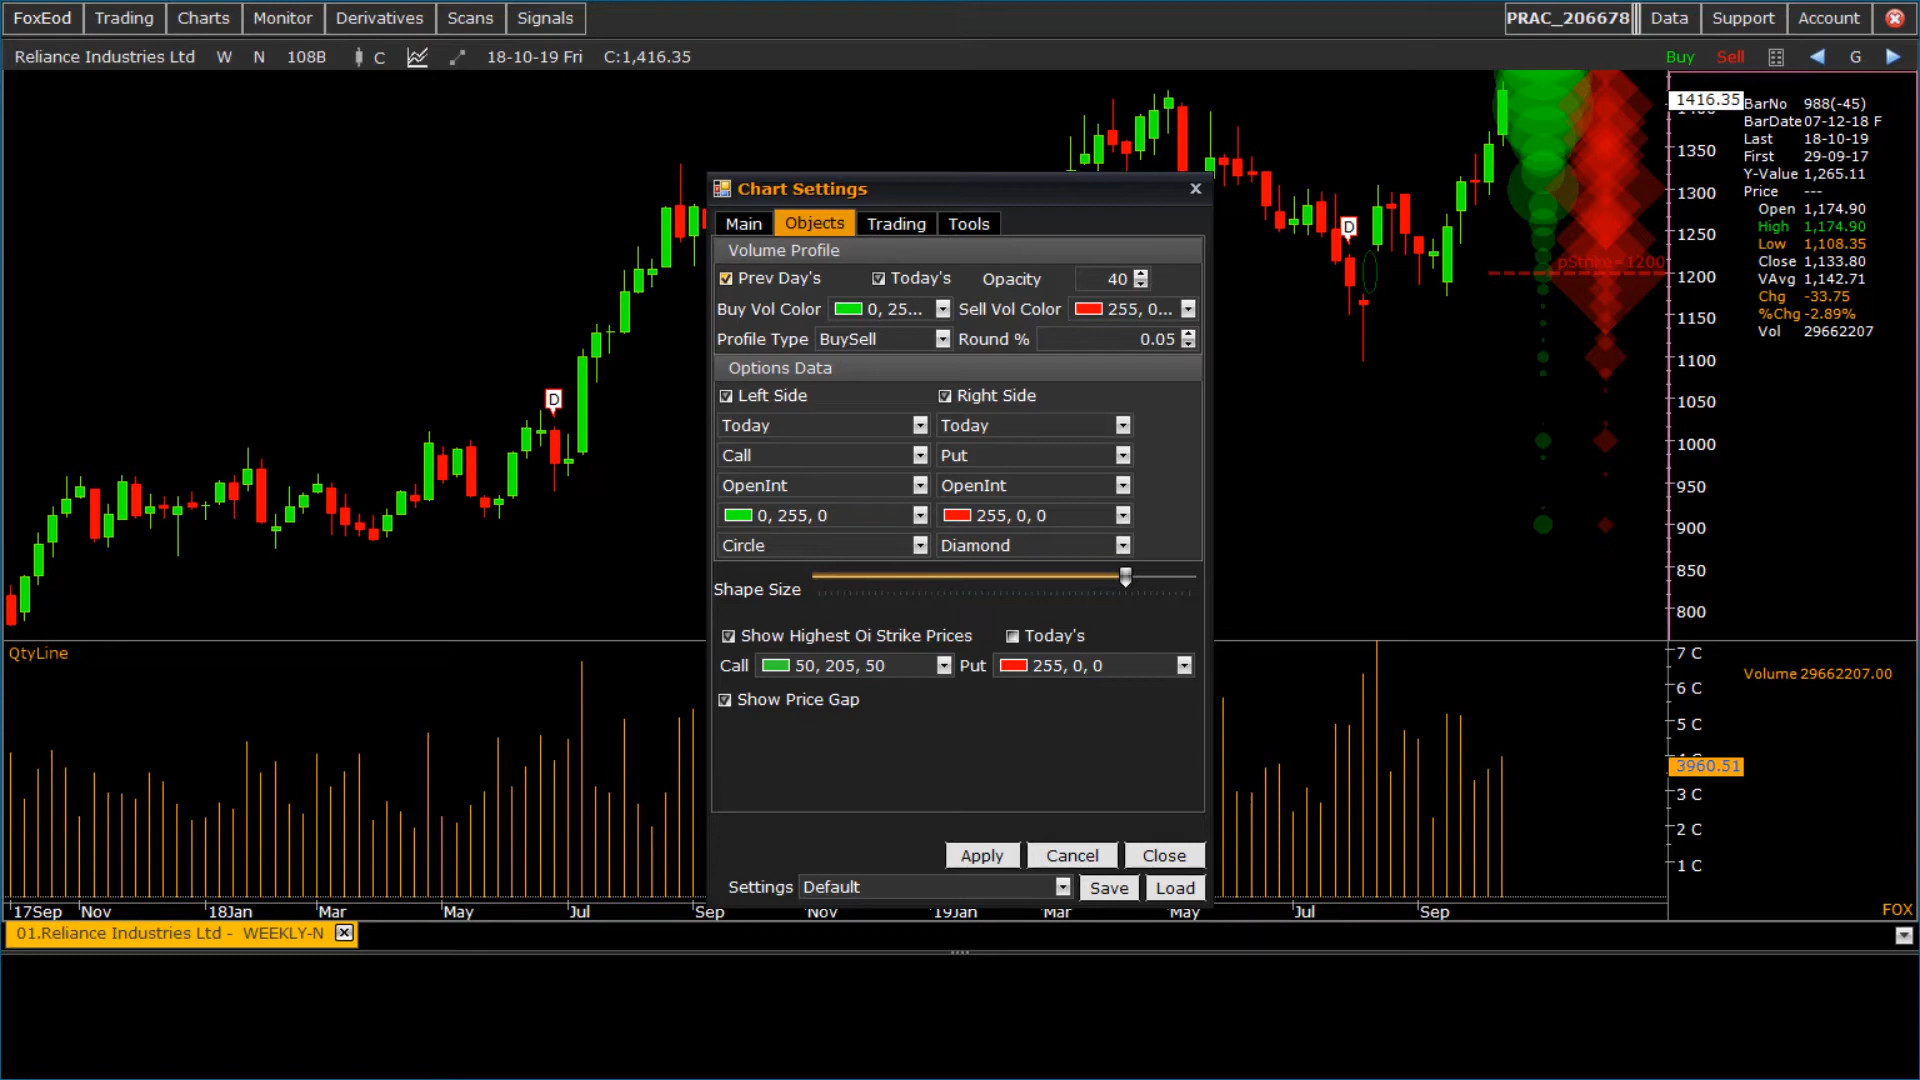 FoxEod Trading Charts Monitor Derivatives Scans Signals PRAC_206678 Data Support Account
Reliance Industries Ltd W N 108B C 18-10-19 Fri C:1,416.35 Buy Sell G
1416.35
1350
1300
1250
1200
1150
1100
1050
1000
950
900
850
800
BarNo 988(-45)
BarDate 07-12-18 F
Last 18-10-19
First 29-09-17
Y-Value 1,265.11
Price ---
Open 1,174.90
High 1,174.90
Low 1,108.35
Close 1,133.80
VAvg 1,142.71
Chg -33.75
%Chg -2.89%
Vol 29662207
D
D
pStrike=1200
Chart Settings
Main Objects Trading Tools
Volume Profile
Prev Day's Today's Opacity 40
Buy Vol Color 0, 25... Sell Vol Color 255, 0...
Profile Type BuySell Round % 0.05
Options Data
Left Side Right Side
Today Today
Call Put
OpenInt OpenInt
0, 255, 0 255, 0, 0
Circle Diamond
Shape Size
Show Highest Oi Strike Prices Today's
Call 50, 205, 50 Put 255, 0, 0
Show Price Gap
Apply Cancel Close
Settings Default Save Load
QtyLine
7 C
6 C
5 C
3960.51
3 C
2 C
1 C
Volume 29662207.00
17Sep Nov 18Jan Mar May Jul Sep Nov 19Jan Mar May Jul Sep
FOX
01.Reliance Industries Ltd - WEEKLY-N